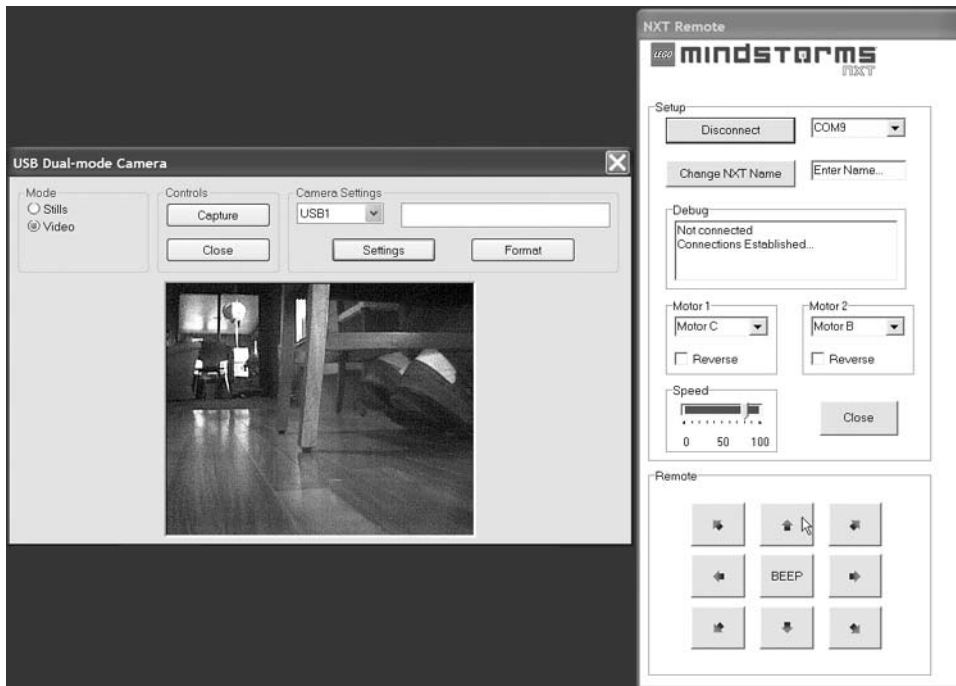 USB Dual-mode Camera
Mode
Stills
Video
Controls
Capture
Close
Camera Settings
USB1
Settings
Format
NXT Remote
LEGO mindstorms
NXT
Setup
Disconnect
COM9
Change NXT Name
Enter Name...
Debug
Not connected
Connections Established...
Motor 1
Motor C
Reverse
Motor 2
Motor B
Reverse
Speed
0 50 100
Close
Remote
BEEP